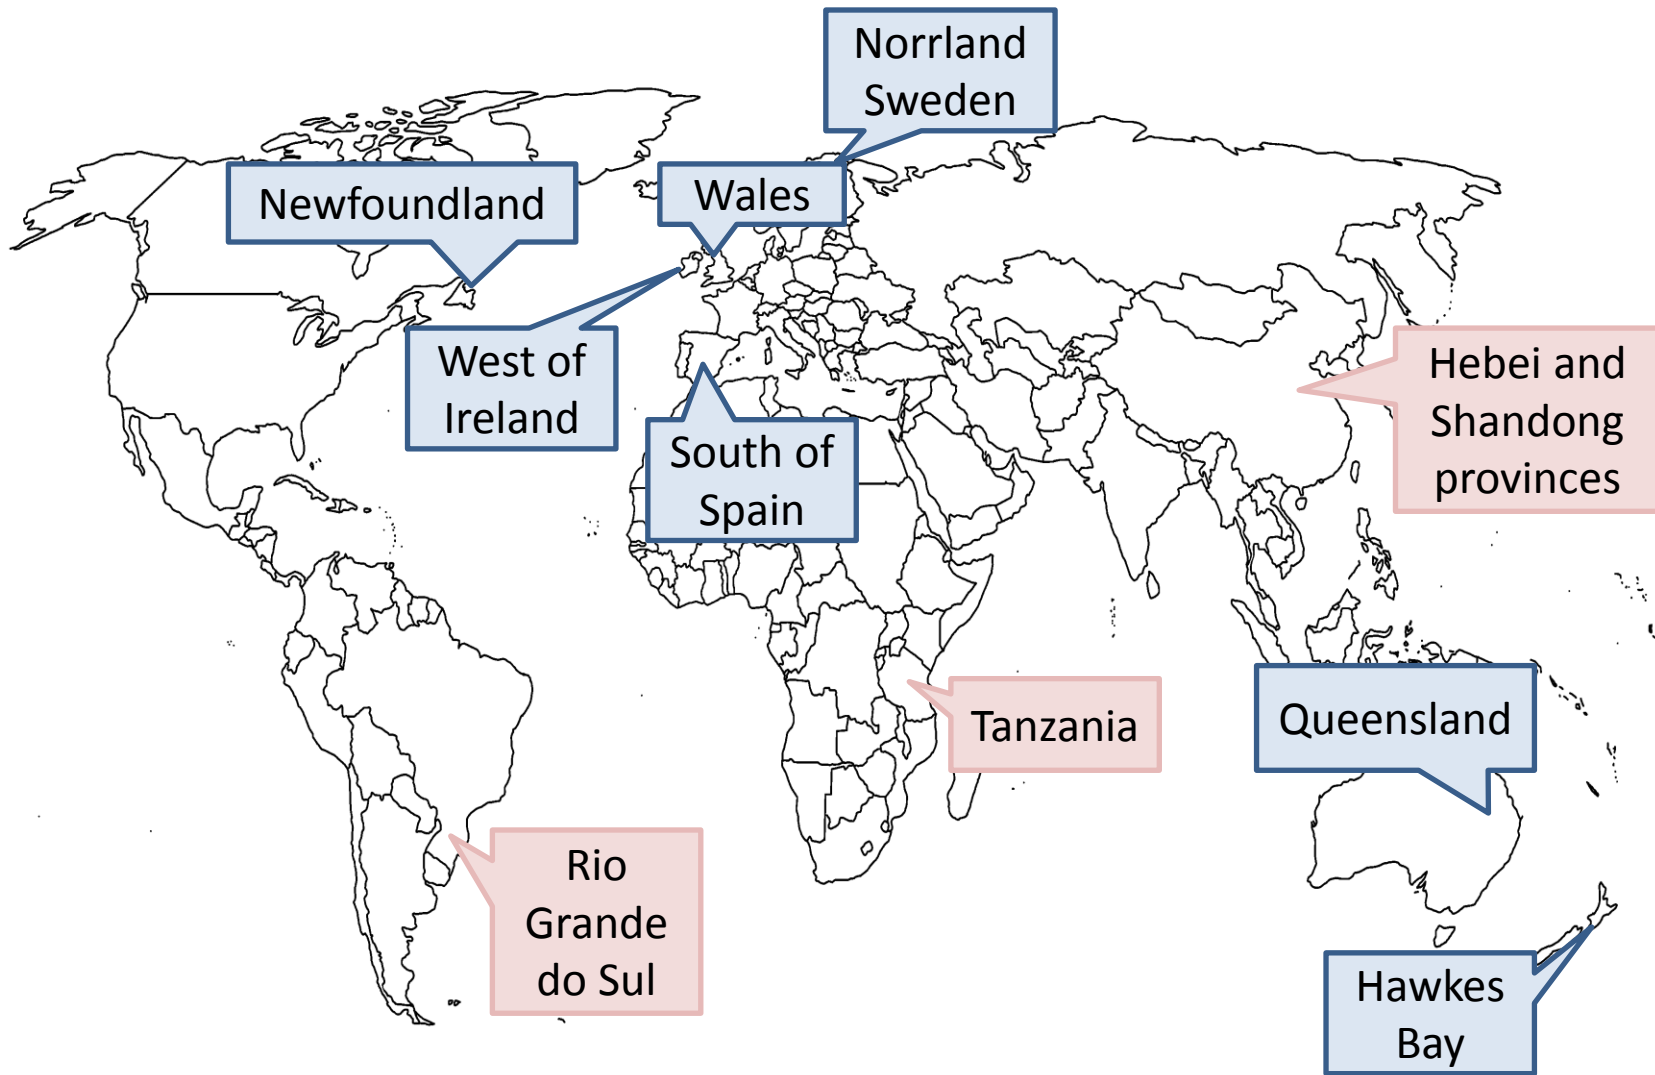 Norrland
Sweden
Newfoundland
Wales
West of
Ireland
South of
Spain
Hebei and
Shandong
provinces
Tanzania
Queensland
Rio
Grande
do Sul
Hawkes
Bay